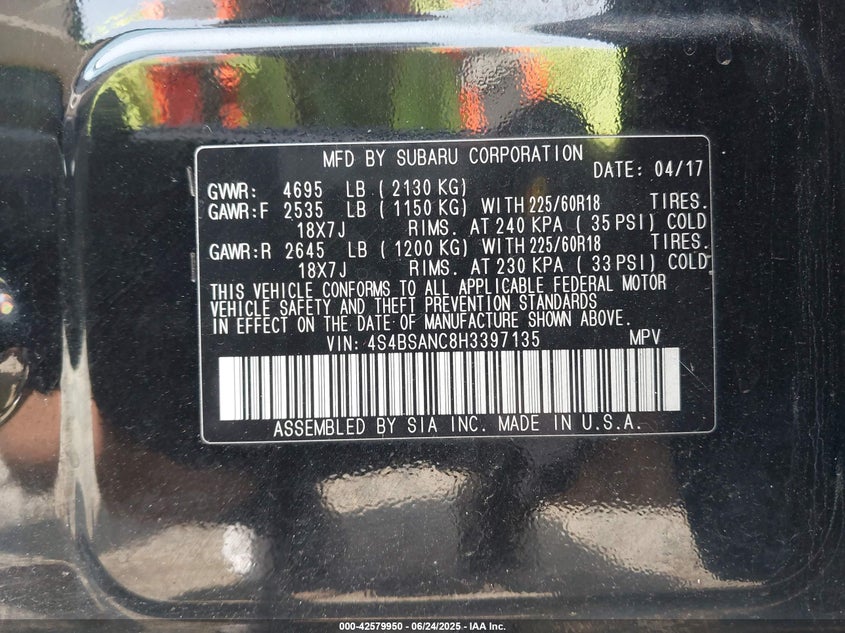 MFD BY SUBARU CORPORATION
DATE: 04/17
GVWR: 4695 LB ( 2130 KG)
GAWR:F 2535 LB ( 1150 KG) WITH 225/60R18 TIRES.
18X7J RIMS. AT 240 KPA ( 35 PSI) COLD
GAWR:R 2645 LB ( 1200 KG) WITH 225/60R18 TIRES.
18X7J RIMS. AT 230 KPA ( 33 PSI) COLD
THIS VEHICLE CONFORMS TO ALL APPLICABLE FEDERAL MOTOR
VEHICLE SAFETY AND THEFT PREVENTION STANDARDS
IN EFFECT ON THE DATE OF MANUFACTURE SHOWN ABOVE.
VIN: 4S4BSANC8H3397135 MPV
ASSEMBLED BY SIA INC. MADE IN U.S.A.
000-42579950 - 06/24/2025 - IAA Inc.